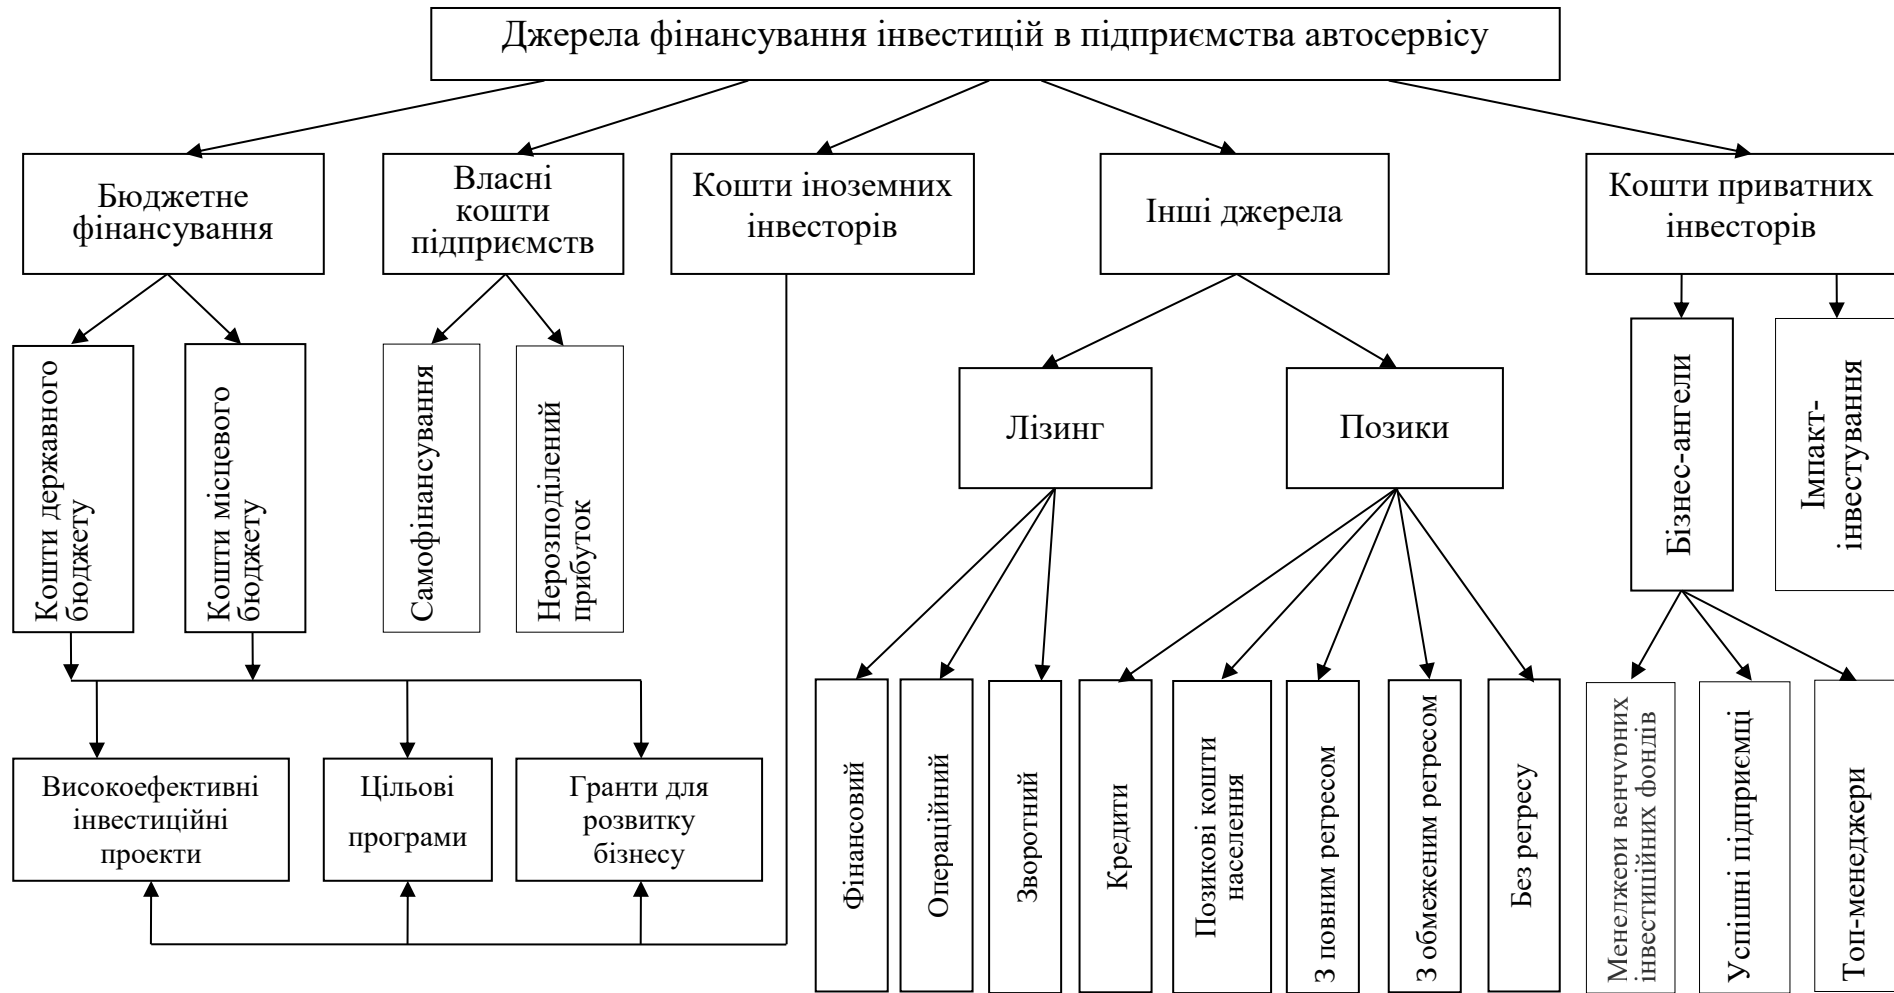 Джерела фінансування інвестицій в підприємства автосервісу
Бюджетне
фінансування
Власні
кошти
підприємств
Кошти іноземних
інвесторів
Інші джерела
Кошти приватних
інвесторів
Кошти державного
бюджету
Кошти місцевого
бюджету
Самофінансування
Нерозподілений
прибуток
Лізинг
Позики
Бізнес-ангели
Імпакт-
інвестування
Високоефективні
інвестиційні
проекти
Цільові
програми
Гранти для
розвитку
бізнесу
Фінансовий
Операційний
Зворотний
Кредити
Позикові кошти
населення
З повним регресом
З обмеженим регресом
Без регресу
Менеджери венчурних
інвестиційних фондів
Успішні підприємці
Топ-менеджери